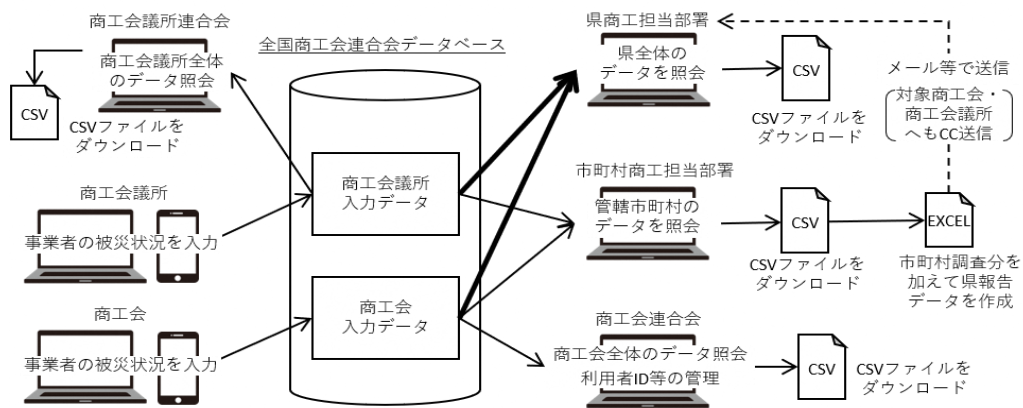 商工会議所連合会
商工会議所全体
のデータ照会
CSV
CSVファイルを
ダウンロード
商工会議所
事業者の被災状況を入力
商工会
事業者の被災状況を入力
全国商工会連合会データベース
商工会議所
入力データ
商工会
入力データ
県商工担当部署
県全体の
データを照会
CSV
CSVファイルを
ダウンロード
メール等で送信
対象商工会・
商工会議所
へもCC送信
市町村商工担当部署
管轄市町村の
データを照会
CSV
CSVファイルを
ダウンロード
EXCEL
市町村調査分を
加えて県報告
データを作成
商工会連合会
商工会全体のデータ照会
利用者ID等の管理
CSV
CSVファイルを
ダウンロード